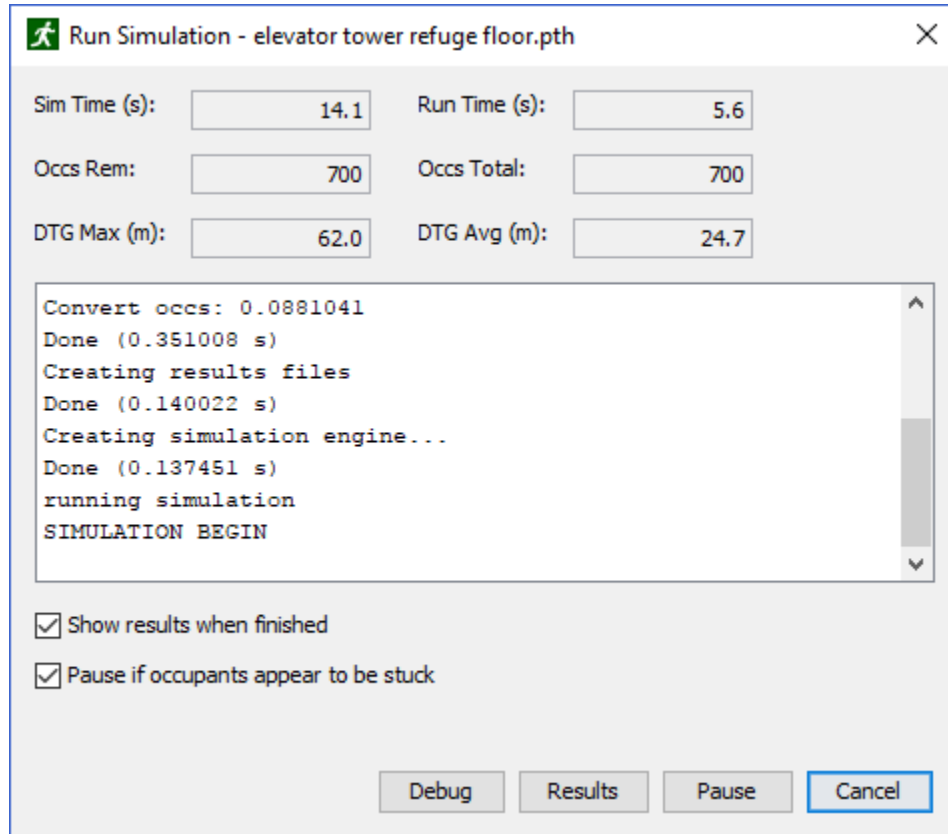 Run Simulation - elevator tower refuge floor.pth
Sim Time (s): 14.1 Run Time (s): 5.6
Occs Rem: 700 Occs Total: 700
DTG Max (m): 62.0 DTG Avg (m): 24.7
Convert occs: 0.0881041
Done (0.351008 s)
Creating results files
Done (0.140022 s)
Creating simulation engine...
Done (0.137451 s)
running simulation
SIMULATION BEGIN
Show results when finished
Pause if occupants appear to be stuck
Debug Results Pause Cancel